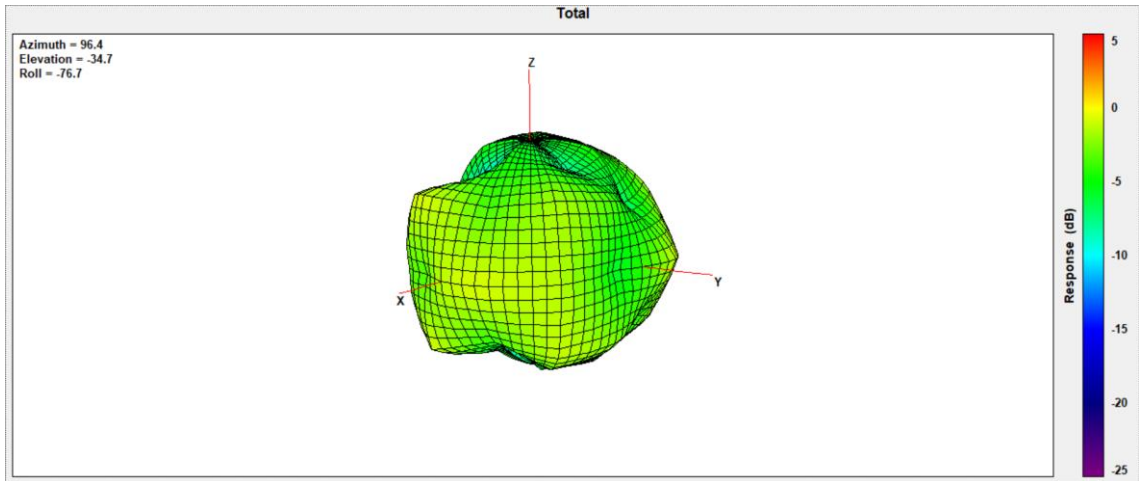 Total
Azimuth = 96.4
Elevation = -34.7
Roll = -76.7
Z
X
Y
5
0
-5
-10
-15
-20
-25
Response (dB)